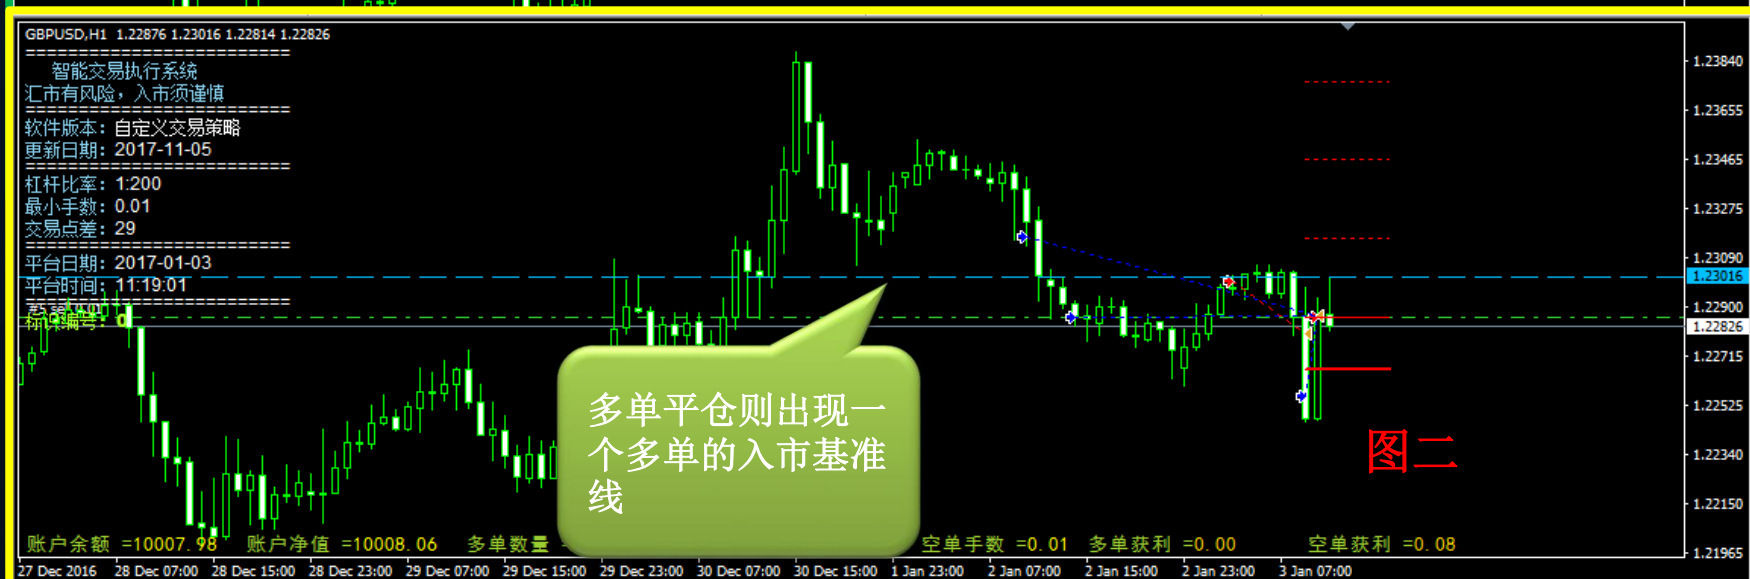 GBPUSD,H1 1.22876 1.23016 1.22814 1.22826
========================
智能交易执行系统
汇市有风险，入市须谨慎
========================
软件版本：自定义交易策略
更新日期：2017-11-05
========================
杠杆比率：1:200
最小手数：0.01
交易点差：29
========================
平台日期：2017-01-03
平台时间：11:19:01
========================
#5 sell 0.01
标识编号：0
多单平仓则出现一
个多单的入市基准
线
图二
1.23840
1.23655
1.23465
1.23275
1.23090
1.23016
1.22900
1.22826
1.22715
1.22525
1.22340
1.22150
1.21965
账户余额 =10007.98 账户净值 =10008.06 多单数量 = 空单手数 =0.01 多单获利 =0.00 空单获利 =0.08
27 Dec 2016 28 Dec 07:00 28 Dec 15:00 28 Dec 23:00 29 Dec 07:00 29 Dec 15:00 29 Dec 23:00 30 Dec 07:00 30 Dec 15:00 1 Jan 23:00 2 Jan 07:00 2 Jan 15:00 2 Jan 23:00 3 Jan 07:00